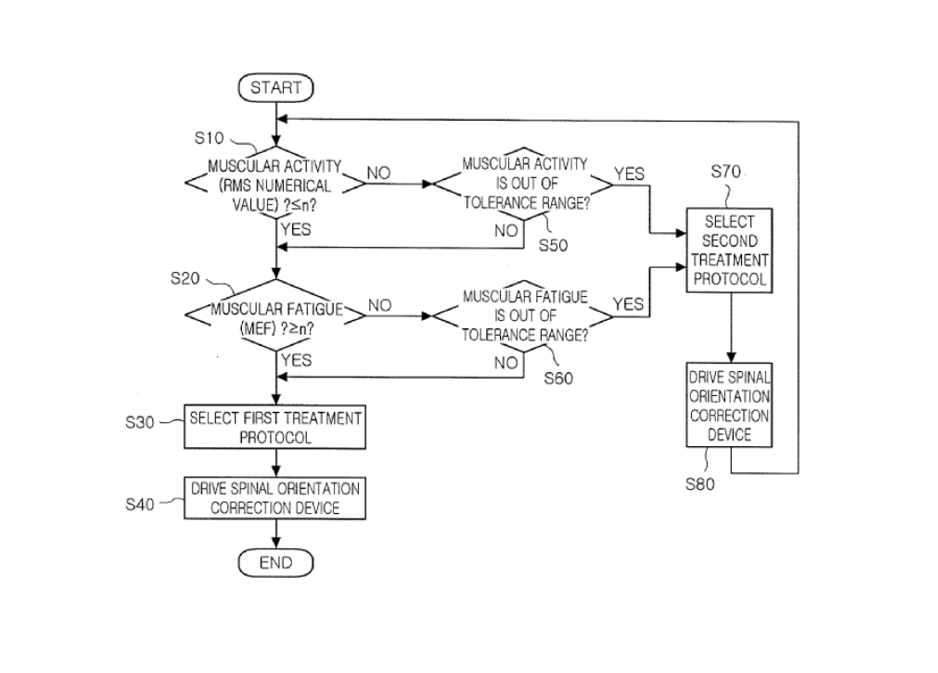 START
S10
MUSCULAR ACTIVITY
(RMS NUMERICAL
VALUE) ?≤n?
NO
YES
MUSCULAR ACTIVITY
IS OUT OF
TOLERANCE RANGE?
YES
NO
S50
S70
SELECT
SECOND
TREATMENT
PROTOCOL
S20
MUSCULAR FATIGUE
(MEF) ?≥n?
NO
YES
MUSCULAR FATIGUE
IS OUT OF
TOLERANCE RANGE?
YES
NO
S60
DRIVE SPINAL
ORIENTATION
CORRECTION
DEVICE
S80
S30
SELECT FIRST TREATMENT
PROTOCOL
S40
DRIVE SPINAL ORIENTATION
CORRECTION DEVICE
END